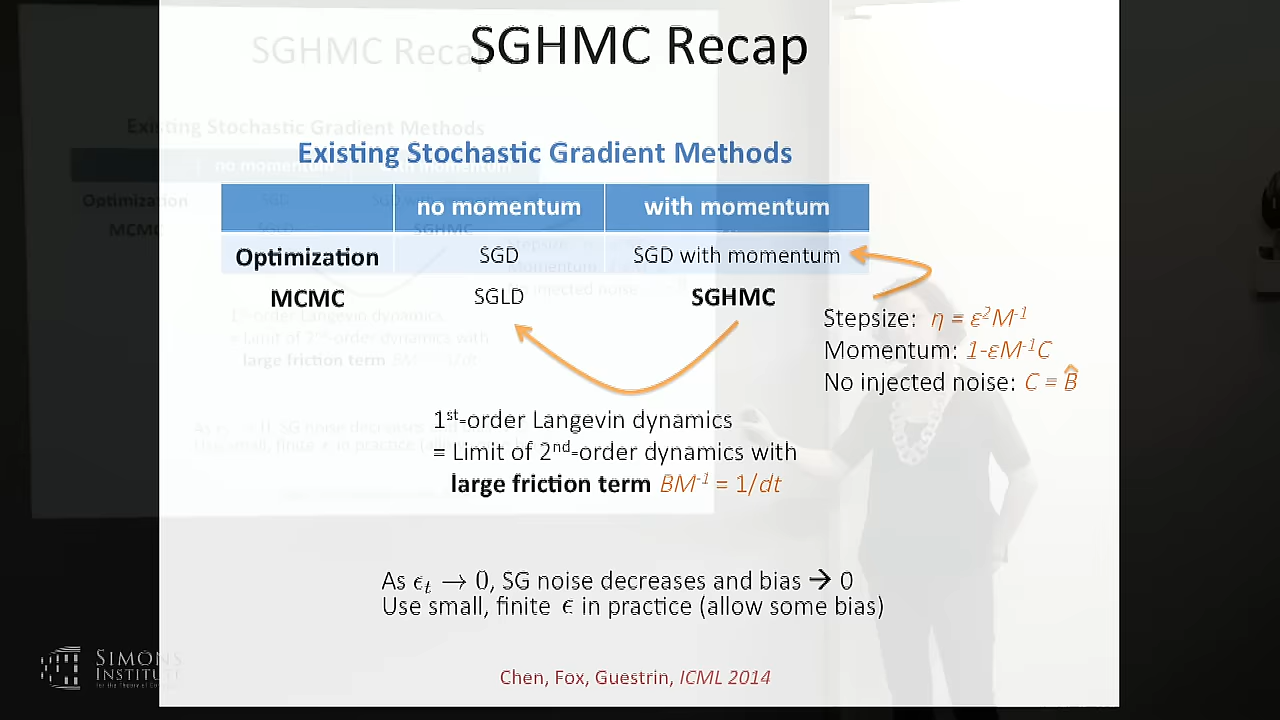 SGHMC Recap
Existing Stochastic Gradient Methods
no momentum with momentum
Optimization SGD SGD with momentum
MCMC SGLD SGHMC
Stepsize: η = ε²M⁻¹
Momentum: 1-εM⁻¹C
No injected noise: C = B̂
1st-order Langevin dynamics
= Limit of 2nd-order dynamics with
large friction term BM⁻¹ = 1/dt
As ϵₜ → 0, SG noise decreases and bias → 0
Use small, finite ϵ in practice (allow some bias)
Chen, Fox, Guestrin, ICML 2014
SIMONS
INSTITUTE